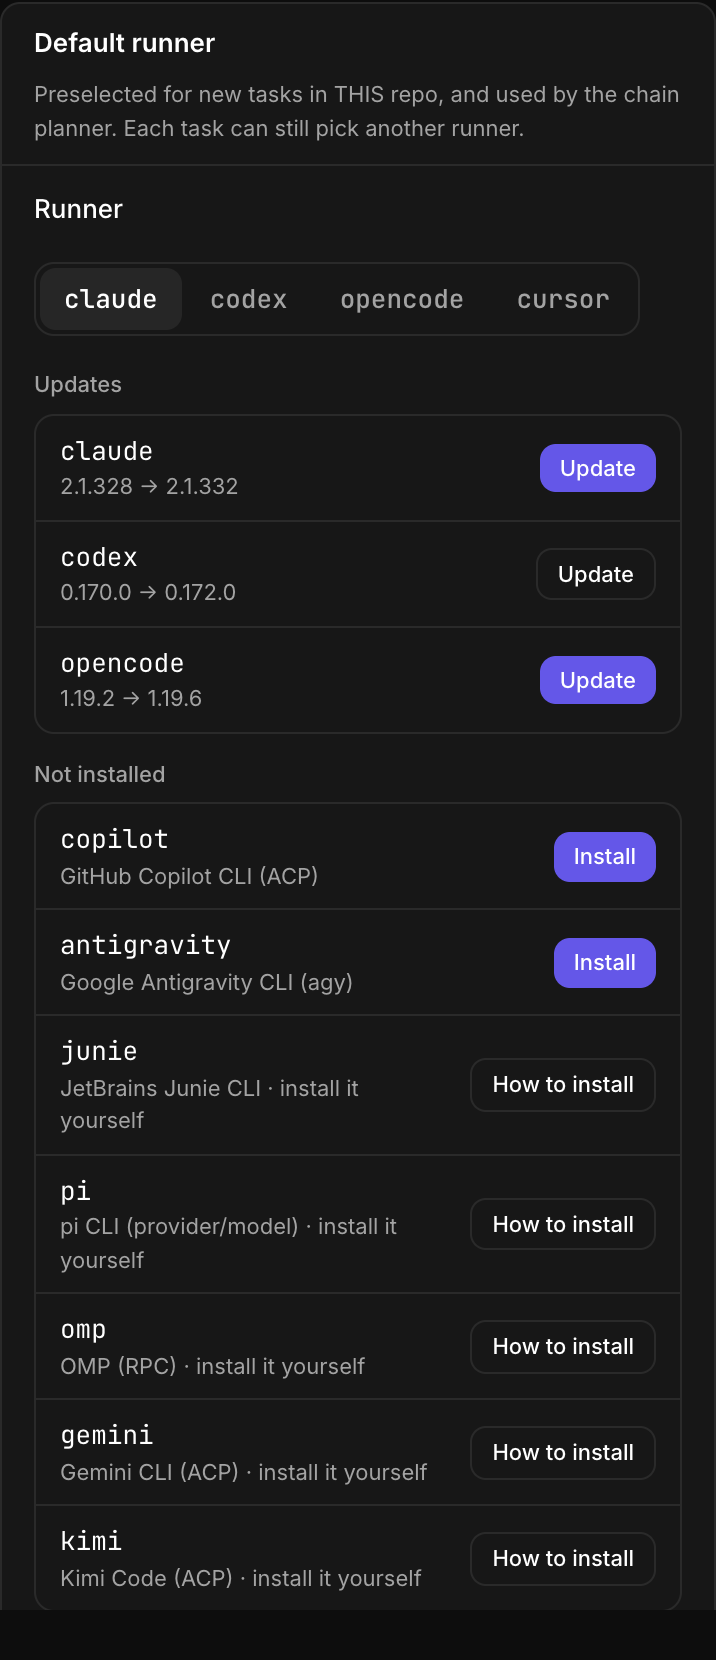 Default runner
Preselected for new tasks in THIS repo, and used by the chain
planner. Each task can still pick another runner.
Runner
claude codex opencode cursor
Updates
claude
2.1.328 → 2.1.332
Update
codex
0.170.0 → 0.172.0
Update
opencode
1.19.2 → 1.19.6
Update
Not installed
copilot
GitHub Copilot CLI (ACP)
Install
antigravity
Google Antigravity CLI (agy)
Install
junie
JetBrains Junie CLI · install it
yourself
How to install
pi
pi CLI (provider/model) · install it
yourself
How to install
omp
OMP (RPC) · install it yourself
How to install
gemini
Gemini CLI (ACP) · install it yourself
How to install
kimi
Kimi Code (ACP) · install it yourself
How to install